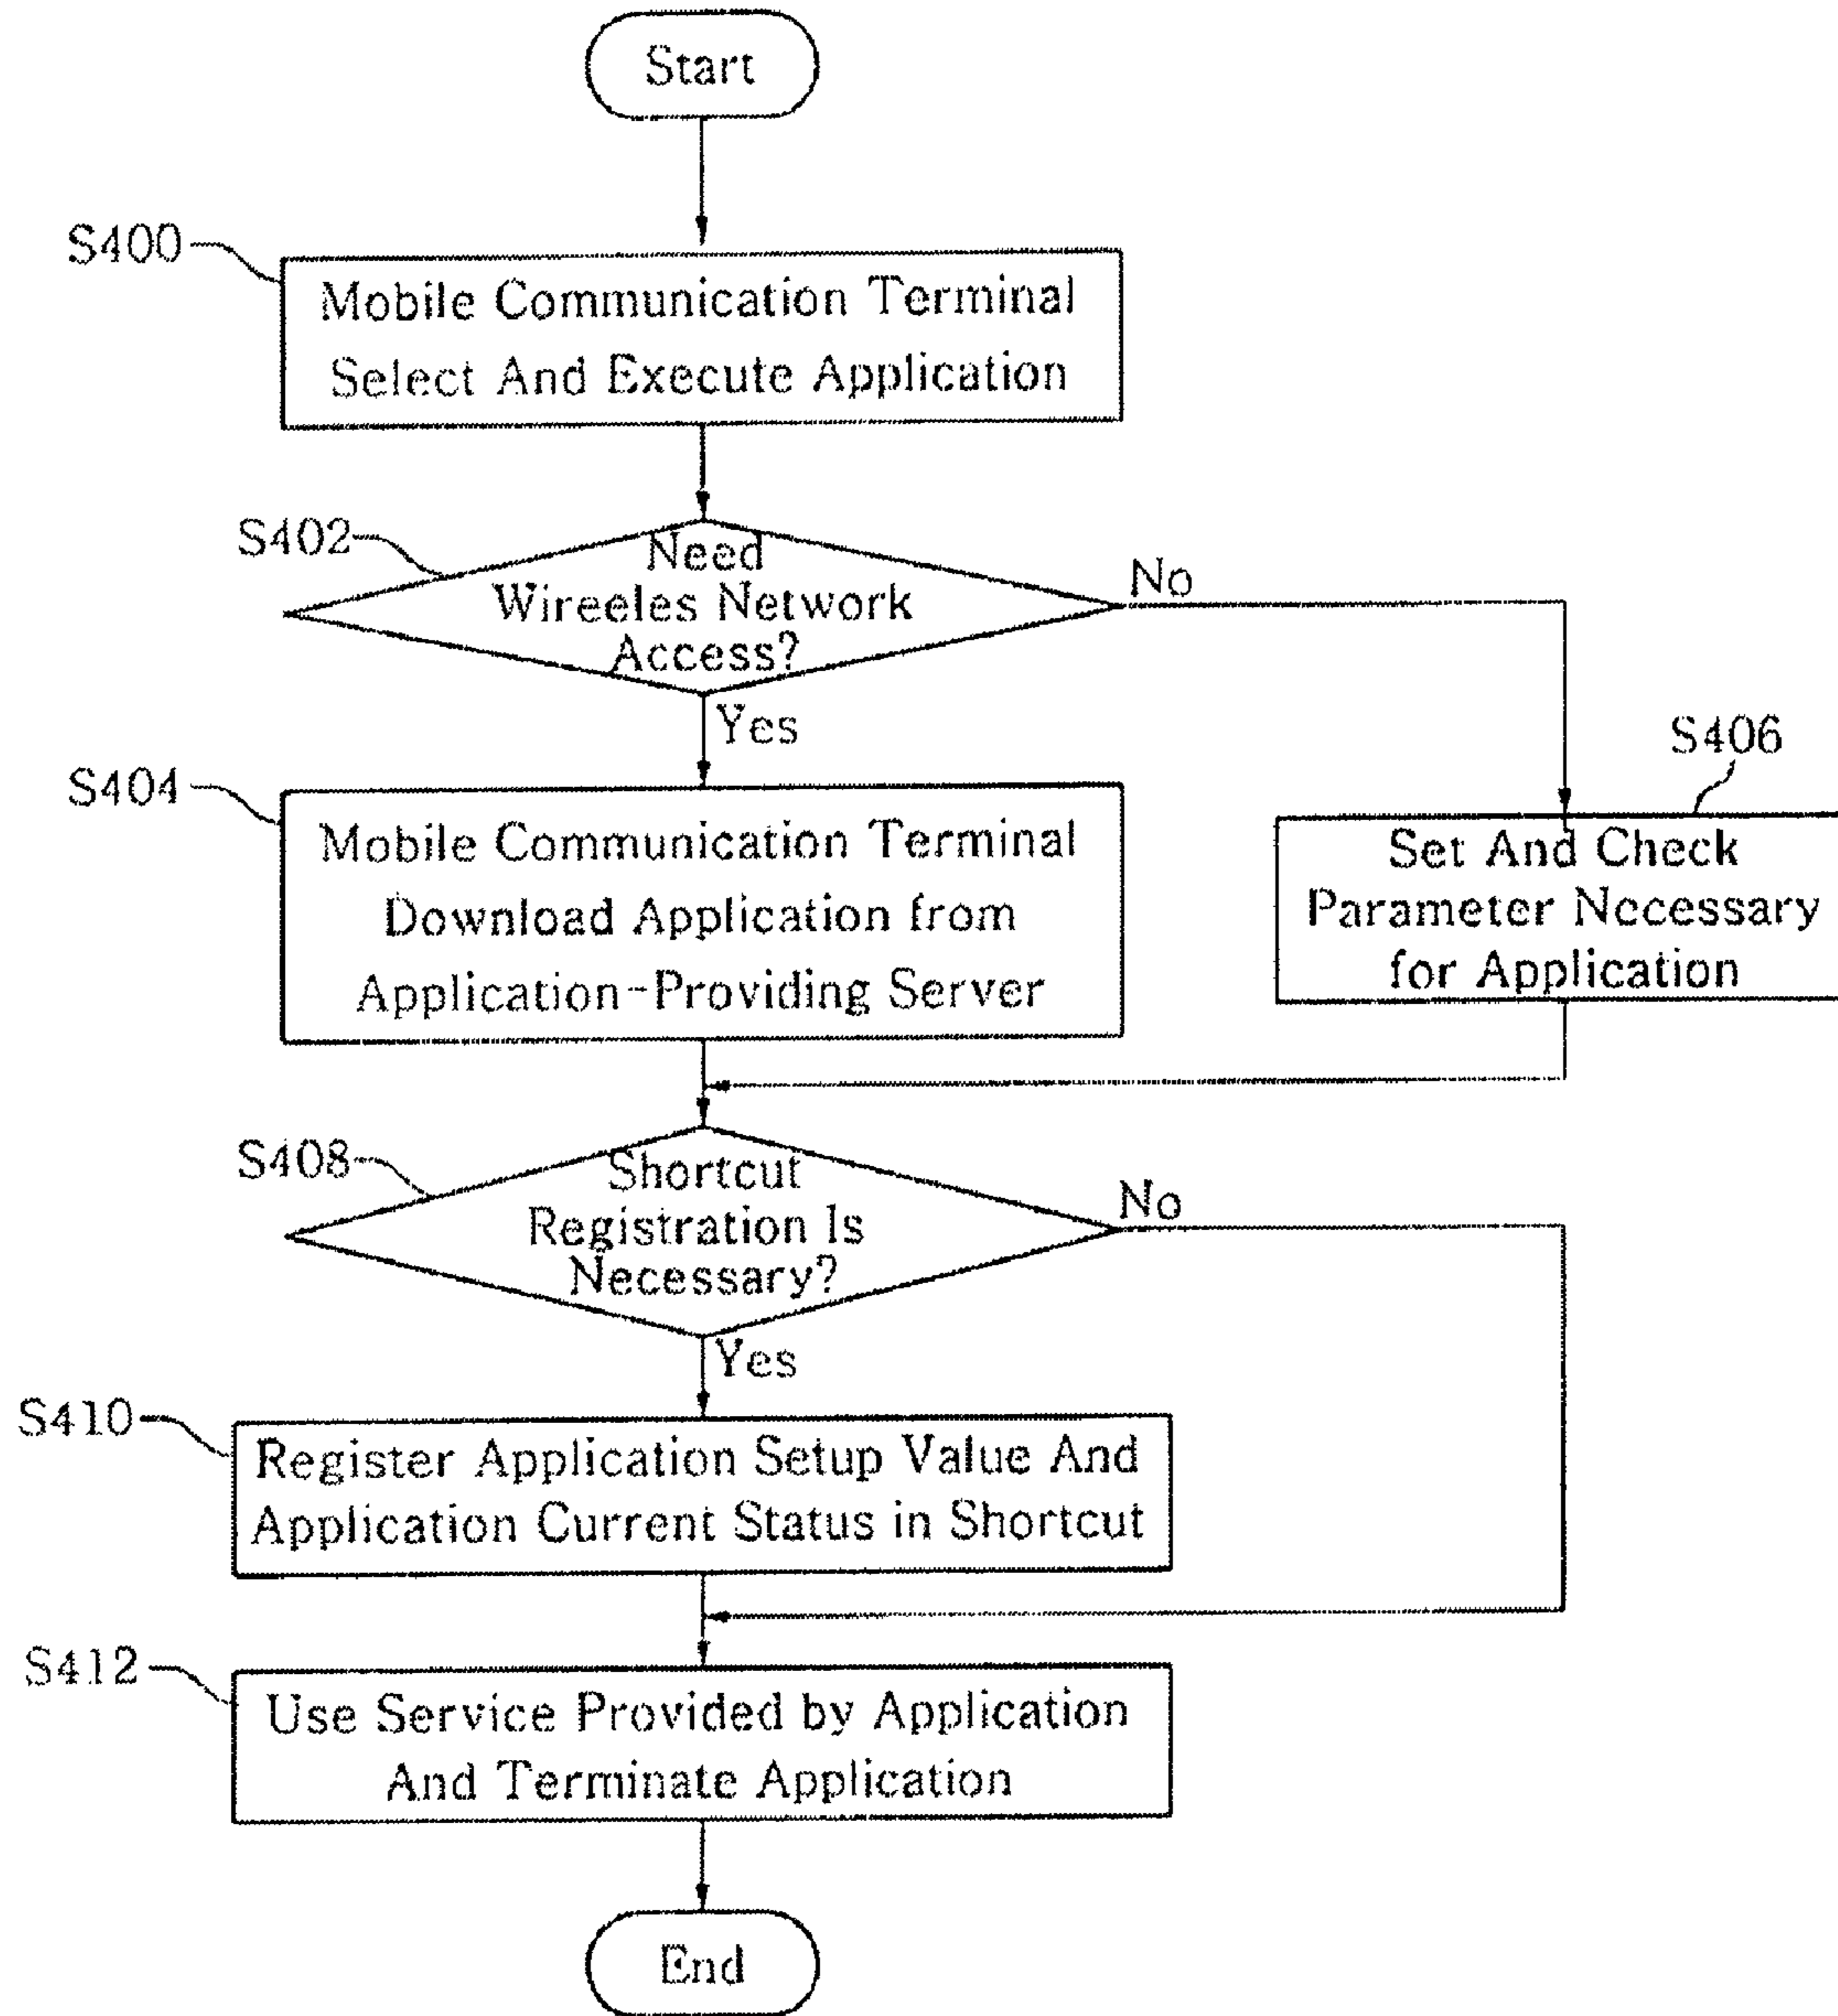 Start
S400
Mobile Communication Terminal
Select And Execute Application
S402
Need
Wireeles Network
Access?
No
Yes
S404
Mobile Communication Terminal
Download Application from
Application-Providing Server
S406
Set And Check
Parameter Necessary
for Application
S408
Shortcut
Registration Is
Necessary?
No
Yes
S410
Register Application Setup Value And
Application Current Status in Shortcut
S412
Use Service Provided by Application
And Terminate Application
End